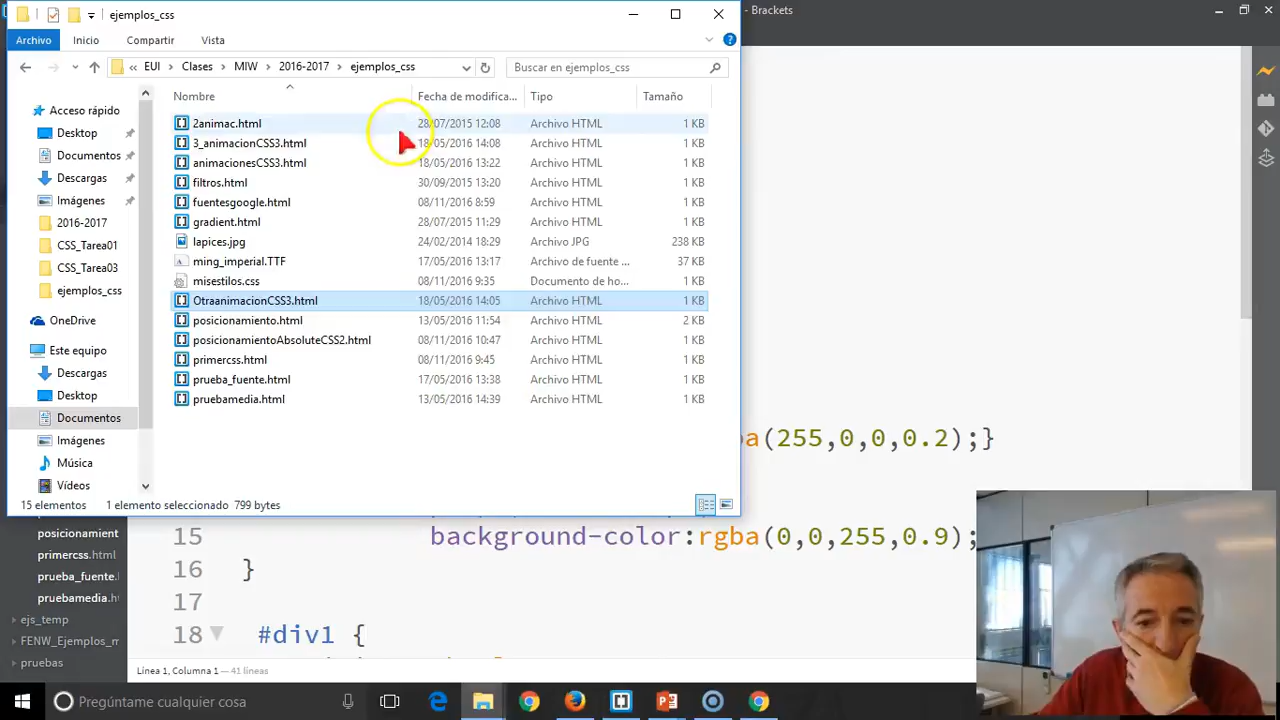 ejemplos_css
- Brackets
Archivo Inicio Compartir Vista
« EUI > Clases > MIW > 2016-2017 > ejemplos_css
Buscar en ejemplos_css
Nombre Fecha de modifica... Tipo Tamaño
Acceso rápido
Desktop
Documentos
Descargas
Imágenes
2016-2017
CSS_Tarea01
CSS_Tarea03
ejemplos_css
OneDrive
Este equipo
Descargas
Desktop
Documentos
Imágenes
Música
Vídeos
2animac.html 28/07/2015 12:08 Archivo HTML 1 KB
3_animacionCSS3.html 18/05/2016 14:08 Archivo HTML 1 KB
animacionesCSS3.html 18/05/2016 13:22 Archivo HTML 1 KB
filtros.html 30/09/2015 13:20 Archivo HTML 1 KB
fuentesgoogle.html 08/11/2016 8:59 Archivo HTML 1 KB
gradient.html 28/07/2015 11:29 Archivo HTML 1 KB
lapices.jpg 24/02/2014 18:29 Archivo JPG 238 KB
ming_imperial.TTF 17/05/2016 13:17 Archivo de fuente ... 37 KB
misestilos.css 08/11/2016 9:35 Documento de ho... 1 KB
OtraanimacionCSS3.html 18/05/2016 14:05 Archivo HTML 1 KB
posicionamiento.html 13/05/2016 11:54 Archivo HTML 2 KB
posicionamientoAbsoluteCSS2.html 08/11/2016 10:47 Archivo HTML 1 KB
primercss.html 08/11/2016 9:45 Archivo HTML 1 KB
prueba_fuente.html 17/05/2016 13:38 Archivo HTML 1 KB
pruebamedia.html 13/05/2016 14:39 Archivo HTML 1 KB
15 elementos 1 elemento seleccionado 799 bytes
ba(255,0,0,0.2);}
15 background-color:rgba(0,0,255,0.9);
16 }
17
18 #div1 {
posicionamient
primercss.html
prueba_fuente.
pruebamedia.h
ejs_temp
FENW_Ejemplos_m
pruebas
Línea 1, Columna 1 — 41 líneas
Pregúntame cualquier cosa